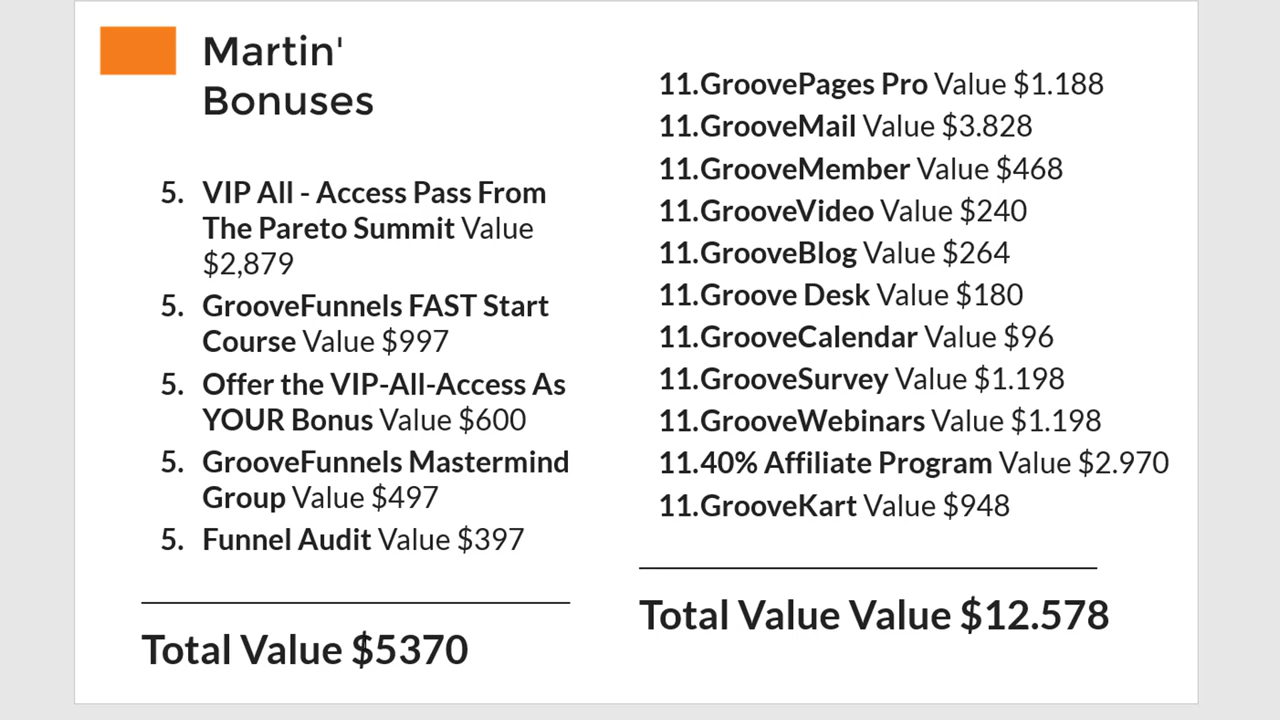 Martin'
Bonuses
5. VIP All - Access Pass From
The Pareto Summit Value
$2,879
5. GrooveFunnels FAST Start
Course Value $997
5. Offer the VIP-All-Access As
YOUR Bonus Value $600
5. GrooveFunnels Mastermind
Group Value $497
5. Funnel Audit Value $397
Total Value $5370
11.GroovePages Pro Value $1.188
11.GrooveMail Value $3.828
11.GrooveMember Value $468
11.GrooveVideo Value $240
11.GrooveBlog Value $264
11.Groove Desk Value $180
11.GrooveCalendar Value $96
11.GrooveSurvey Value $1.198
11.GrooveWebinars Value $1.198
11.40% Affiliate Program Value $2.970
11.GrooveKart Value $948
Total Value Value $12.578